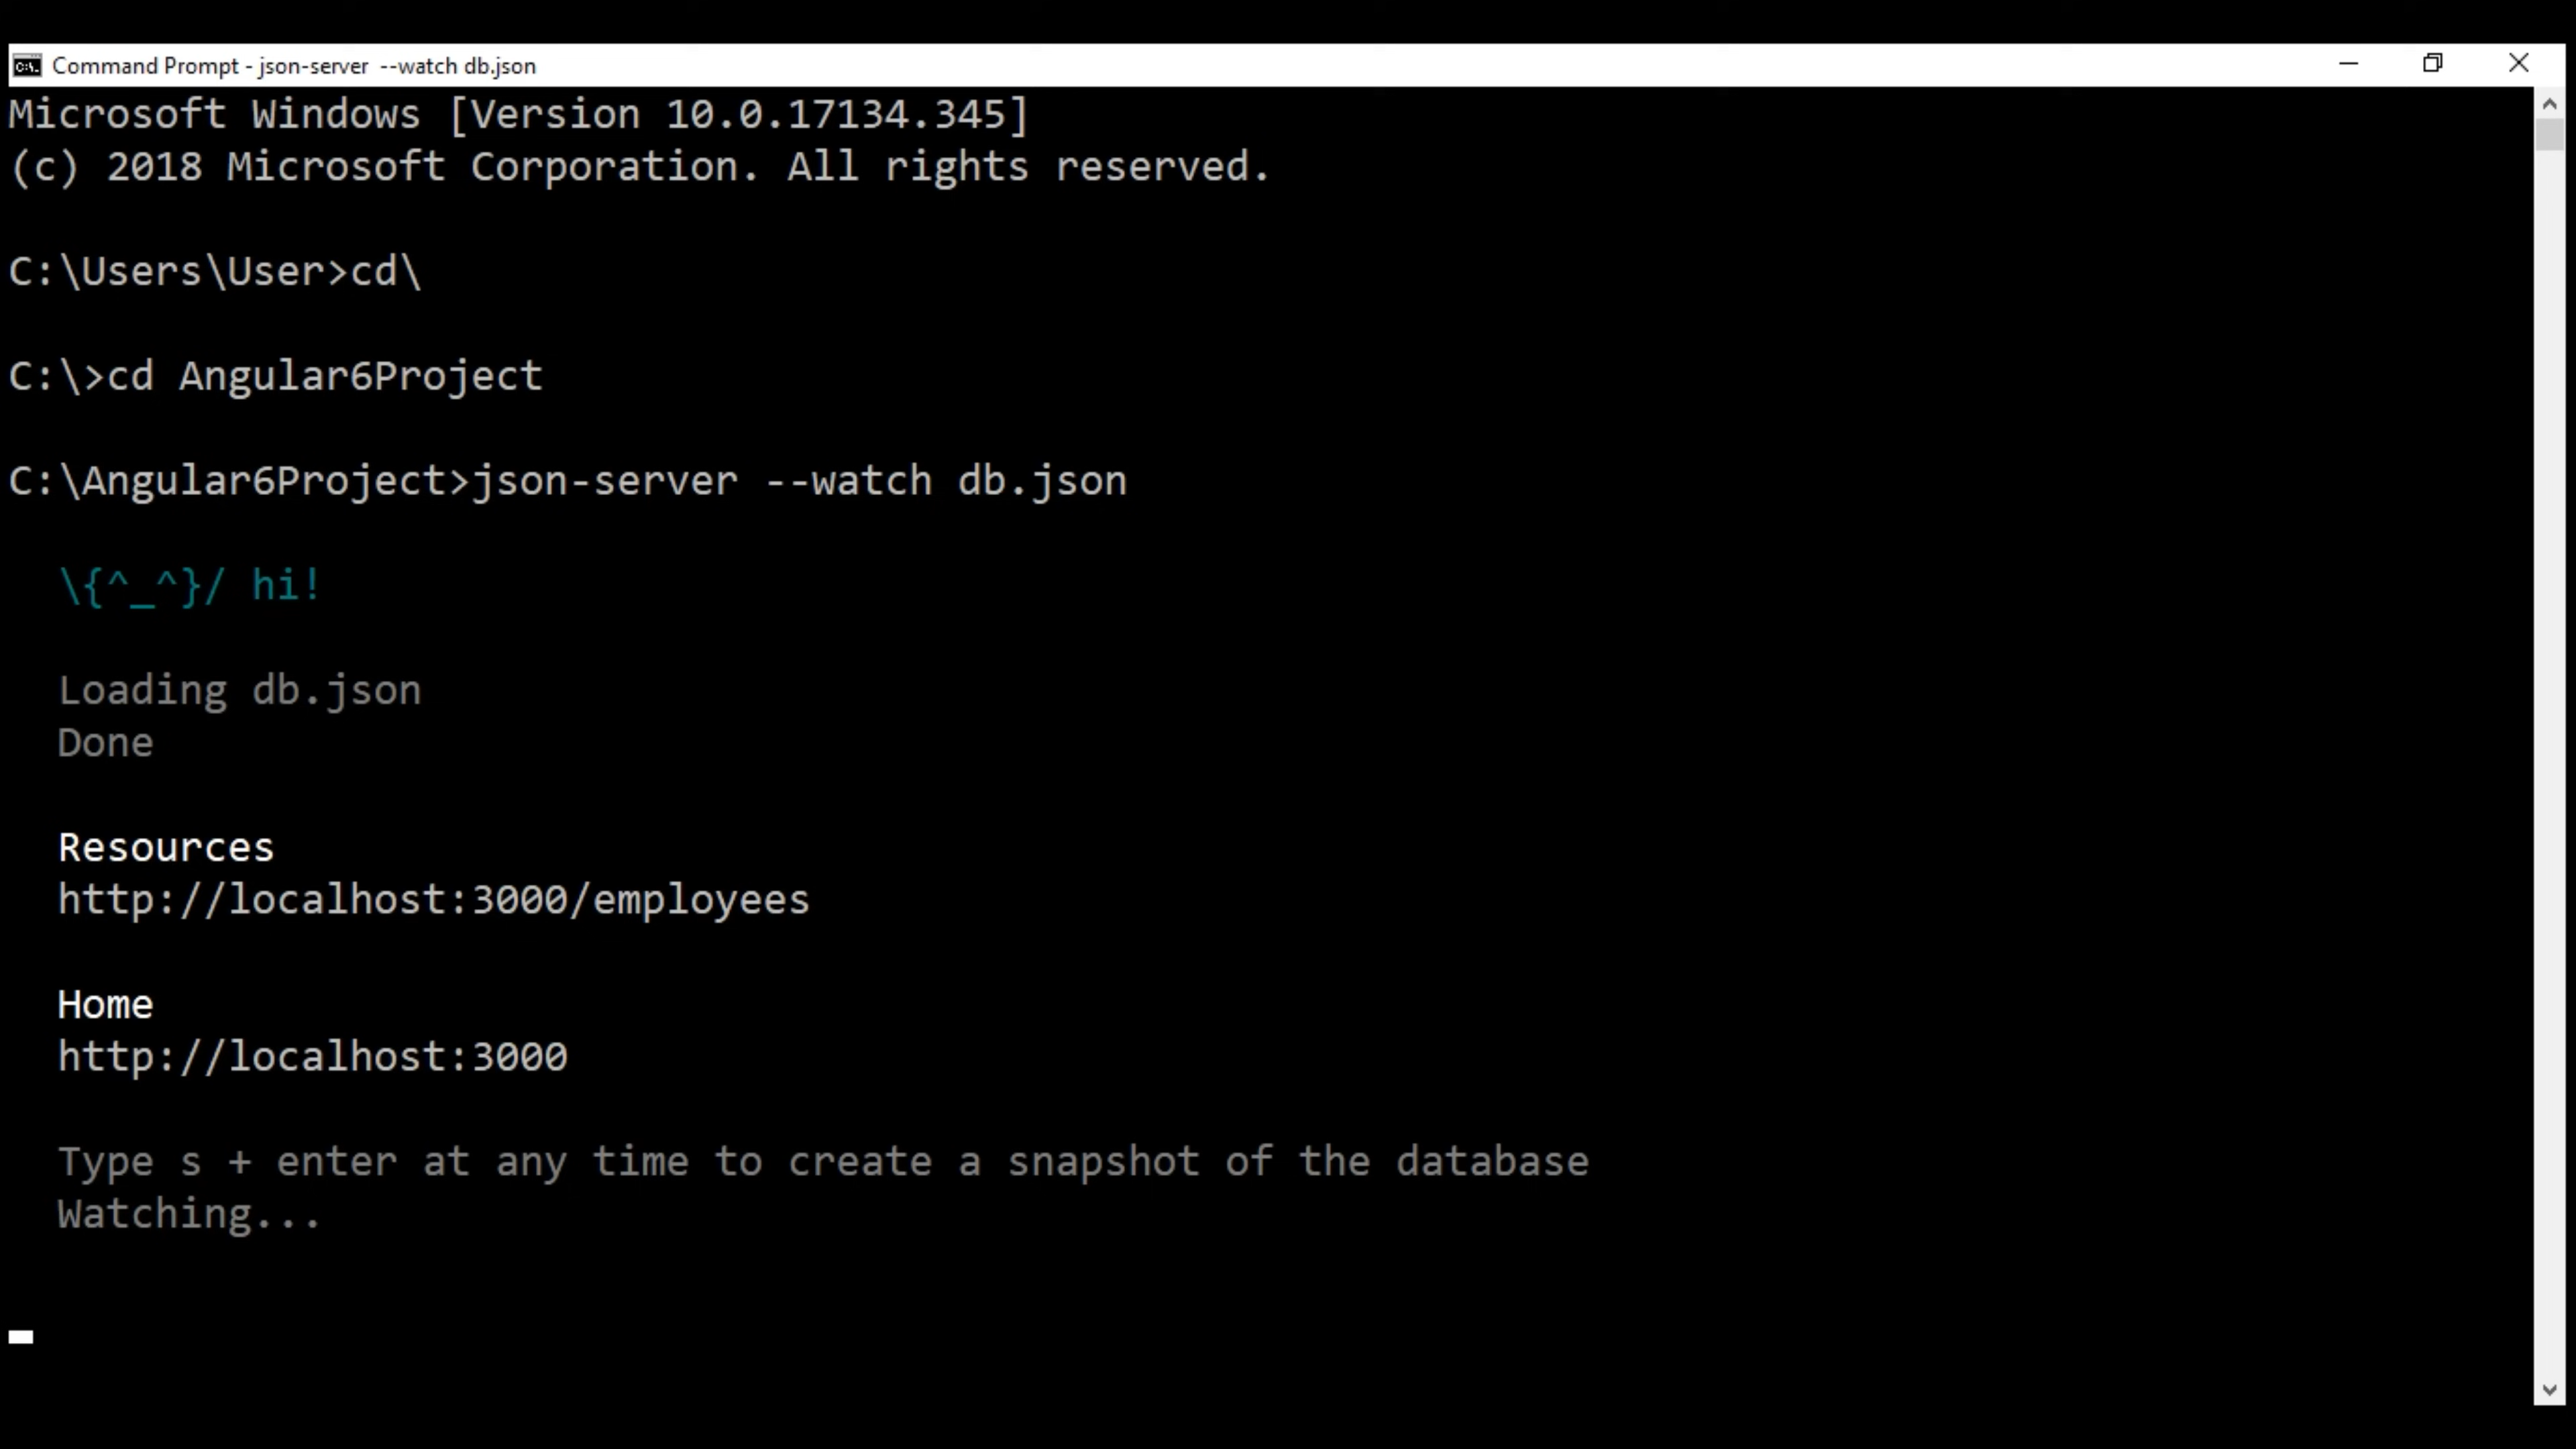 Command Prompt - json-server --watch db.json
Microsoft Windows [Version 10.0.17134.345]
(c) 2018 Microsoft Corporation. All rights reserved.
C:\Users\User>cd\
C:\>cd Angular6Project
C:\Angular6Project>json-server --watch db.json
\{^_^}/ hi!
Loading db.json
Done
Resources
http://localhost:3000/employees
Home
http://localhost:3000
Type s + enter at any time to create a snapshot of the database
Watching...